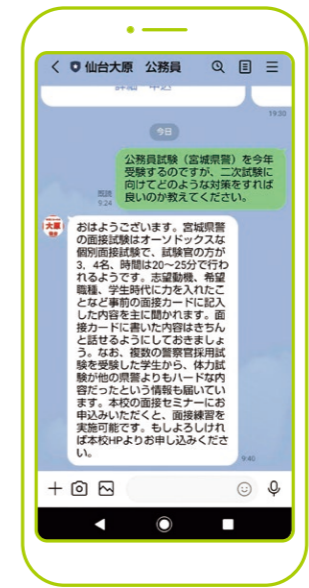 仙台大原 公務員
19:30
今日
公務員試験（宮城県警）を今年
受験するのですが、二次試験に
向けてどのような対策をすれば
良いのか教えてください。
既読
9:24
大原
おはようございます。宮城県警
の面接試験はオーソドックスな
個別面接試験で、試験官の方が
3，4名、時間は20～25分で行わ
れるようです。志望動機、希望
職種、学生時代に力を入れたこ
となど事前の面接カードに記入
した内容を主に聞かれます。面
接カードに書いた内容はきちん
と話せるようにしておきましょ
う。なお、複数の警察官採用試
験を受験した学生から、体力試
験が他の県警よりもハードな内
容だったという情報も届いてい
ます。本校の面接セミナーにお
申込みいただくと、面接練習を
実施可能です。もしよろしけれ
ば本校HPよりお申し込みくださ
い。
9:40